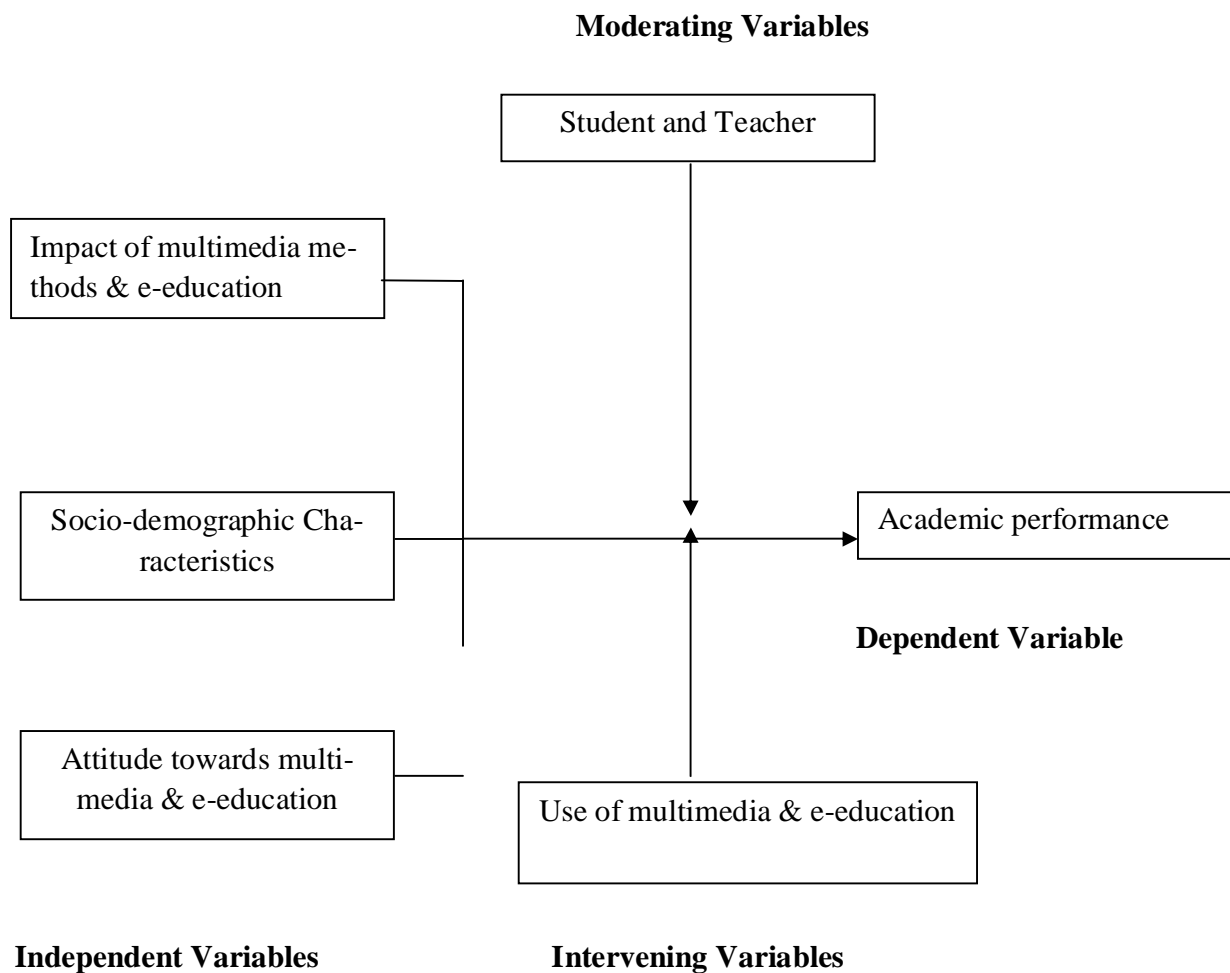 Moderating Variables
Student and Teacher
Impact of multimedia me-
thods & e-education
Socio-demographic Cha-
racteristics
Academic performance
Dependent Variable
Attitude towards multi-
media & e-education
Use of multimedia & e-education
Independent Variables
Intervening Variables